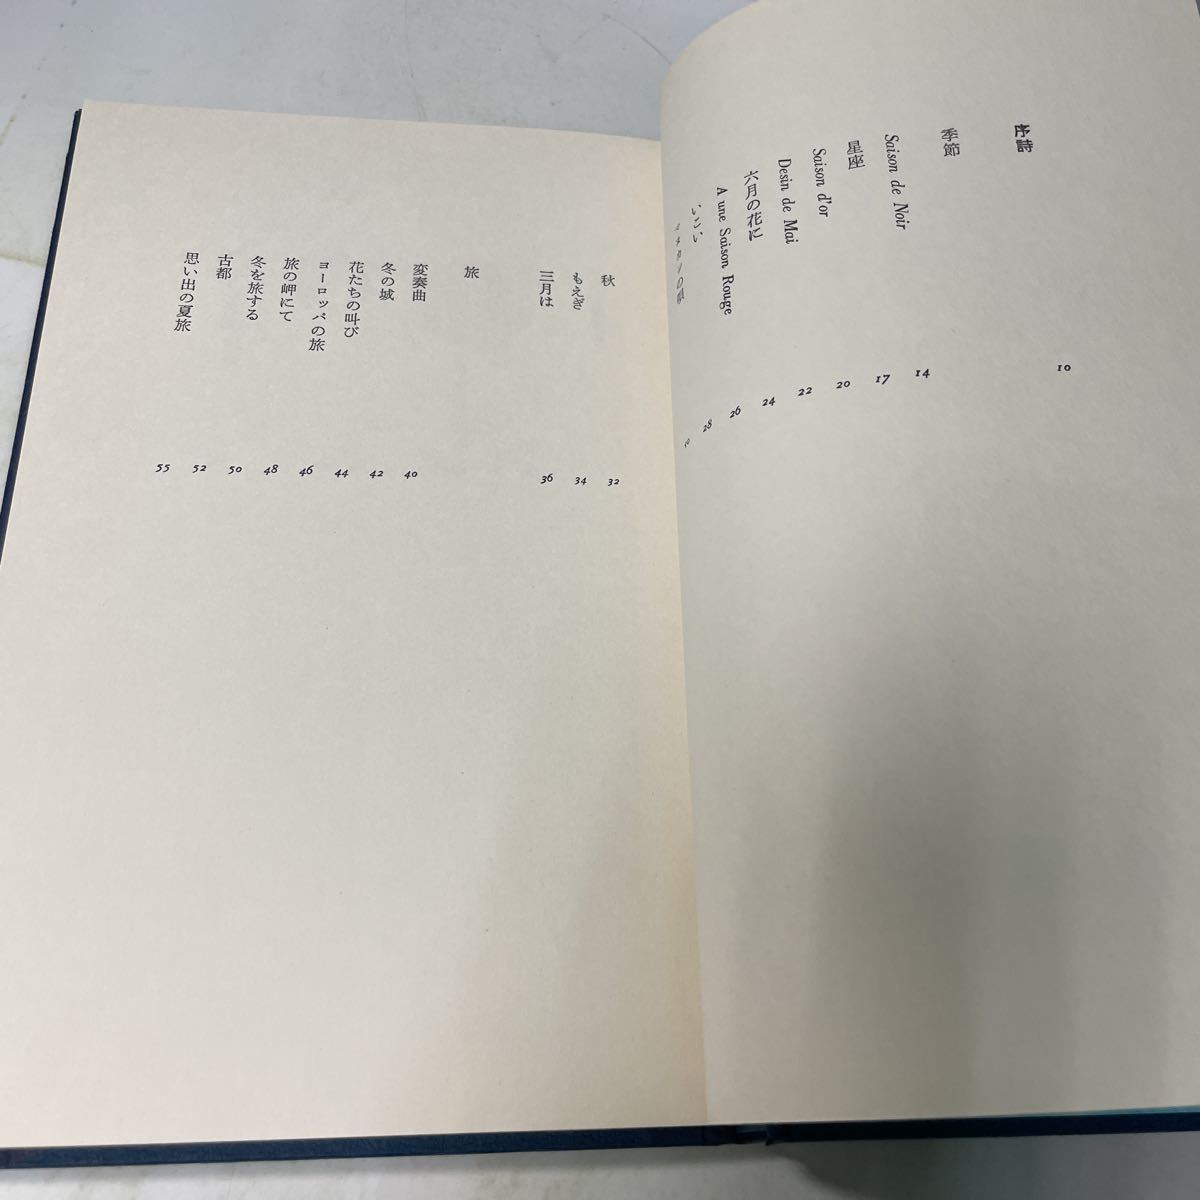 序詩 10
季節
Saison de Noir 14
星座 17
Saison d'or 20
Desin de Mai 22
六月の花に 24
A une Saison Rouge 26
いこい 28
秋 32
もえぎ 34
三月は 36
旅
変奏曲 40
冬の城 42
花たちの叫び 44
ヨーロッパの旅 46
旅の岬にて 48
冬を旅する 50
古都 52
思い出の夏旅 55